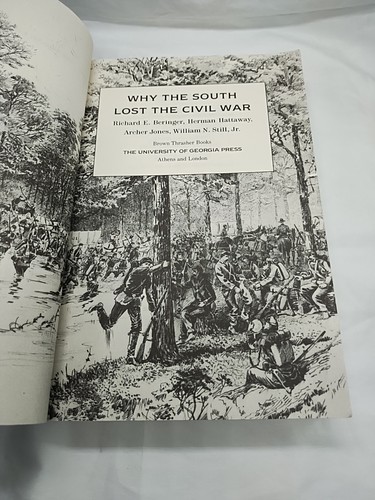 WHY THE SOUTH
LOST THE CIVIL WAR
Richard E. Beringer, Herman Hattaway,
Archer Jones, William N. Still, Jr.
Brown Thrasher Books
THE UNIVERSITY OF GEORGIA PRESS
Athens and London